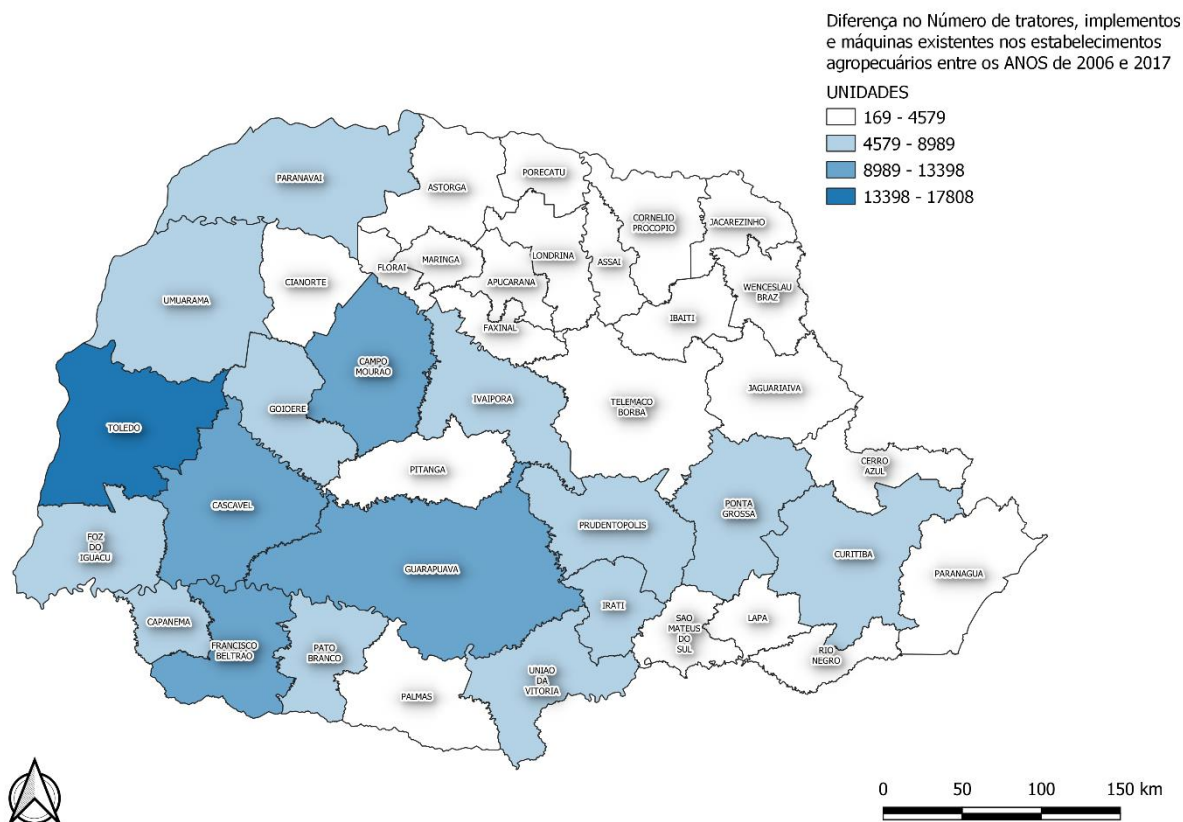 Diferença no Número de tratores, implementos
e máquinas existentes nos estabelecimentos
agropecuários entre os ANOS de 2006 e 2017
UNIDADES
169 - 4579
4579 - 8989
8989 - 13398
13398 - 17808
PARANAVAI
ASTORGA
PORECATU
CORNELIO
PROCOPIO
JACAREZINHO
UMUARAMA
CIANORTE
FLORAI
MARINGA
APUCARANA
LONDRINA
ASSAI
WENCESLAU
BRAZ
FAXINAL
IBAITI
CAMPO
MOURÃO
GOIOERE
IVAIPORA
TELEMACO
BORBA
JAGUARIAIVA
TOLEDO
PITANGA
CERRO
AZUL
CASCAVEL
PONTA
GROSSA
PRUDENTOPOLIS
FOZ
DO
IGUACU
CURITIBA
GUARAPUAVA
PARANAGUA
IRATI
CAPANEMA
SAO
MATEUS
DO
SUL
LAPA
FRANCISCO
BELTRÃO
PATO
BRANCO
RIO
NEGRO
UNIAO
DA
VITORIA
PALMAS
0 50 100 150 km